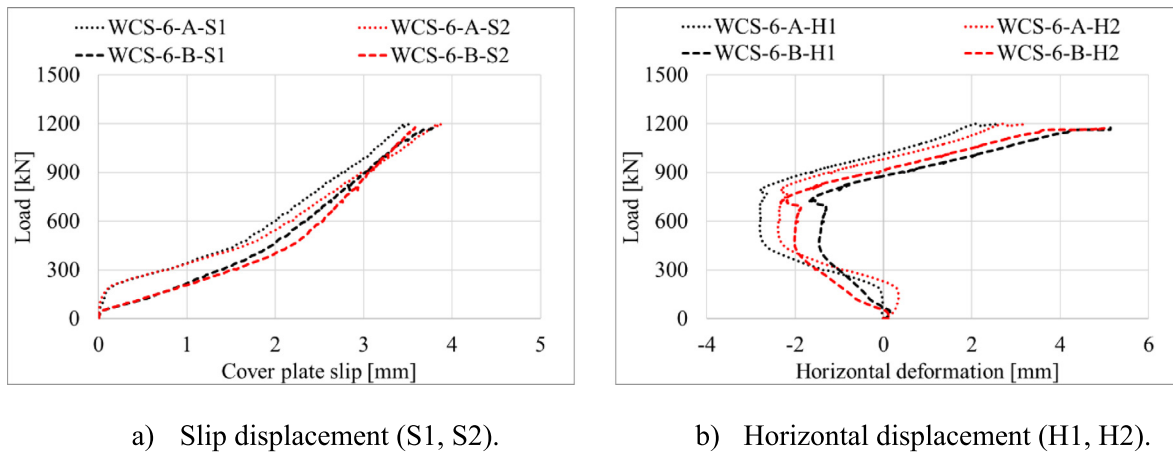 WCS-6-A-S1 WCS-6-A-S2
WCS-6-B-S1 WCS-6-B-S2
1500
1200
900
600
300
0
Load [kN]
0 1 2 3 4 5
Cover plate slip [mm]
a) Slip displacement (S1, S2).
WCS-6-A-H1 WCS-6-A-H2
WCS-6-B-H1 WCS-6-B-H2
1500
1200
900
600
300
0
Load [kN]
-4 -2 0 2 4 6
Horizontal deformation [mm]
b) Horizontal displacement (H1, H2).